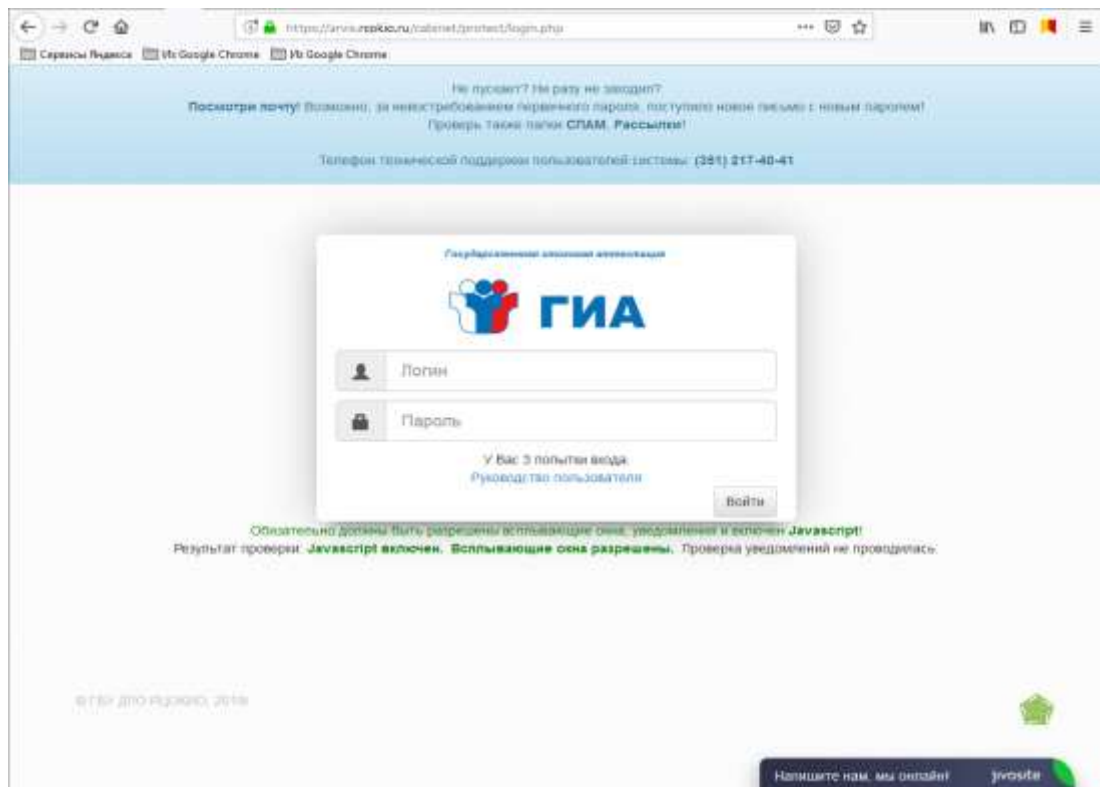 https://arvis.rcokio.ru/cabinet/protect/login.php
Сервисы Яндекса Из Google Chrome Из Google Chrome
Не пускает? Ни разу не заходил?
Посмотри почту! Возможно, за невостребованием первичного пароля, поступило новое письмо с новым паролем!
Проверь также папки СПАМ, Рассылки!
Телефон технической поддержки пользователей системы: (351) 217-40-41
Государственная итоговая аттестация
ГИА
Логин
Пароль
У Вас 3 попытки входа.
Руководство пользователя
Войти
Обязательно должны быть разрешены всплывающие окна, уведомления и включен Javascript!
Результат проверки: Javascript включен. Всплывающие окна разрешены. Проверка уведомлений не проводилась.
© ГБУ ДПО РЦОКИО, 2019
Напишите нам, мы онлайн! jivosite